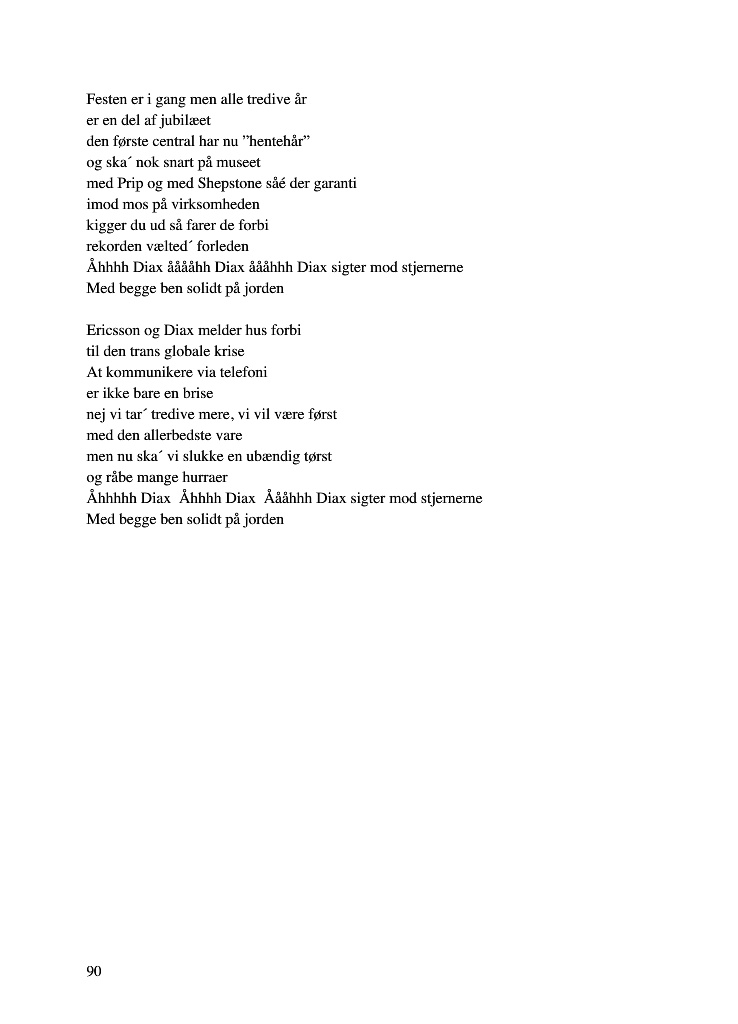 Festen er i gang men alle tredive år
er en del af jubilæet
den første central har nu ”hentehår”
og ska´ nok snart på museet
med Prip og med Shepstone såé der garanti
imod mos på virksomheden
kigger du ud så farer de forbi
rekorden vælted´ forleden
Åhhhh Diax ååååhh Diax åååhhh Diax sigter mod stjernerne
Med begge ben solidt på jorden
Ericsson og Diax melder hus forbi
til den trans globale krise
At kommunikere via telefoni
er ikke bare en brise
nej vi tar´ tredive mere, vi vil være først
med den allerbedste vare
men nu ska´ vi slukke en ubændig tørst
og råbe mange hurraer
Åhhhhh Diax  Åhhhh Diax  Åååhhh Diax sigter mod stjernerne
Med begge ben solidt på jorden
90